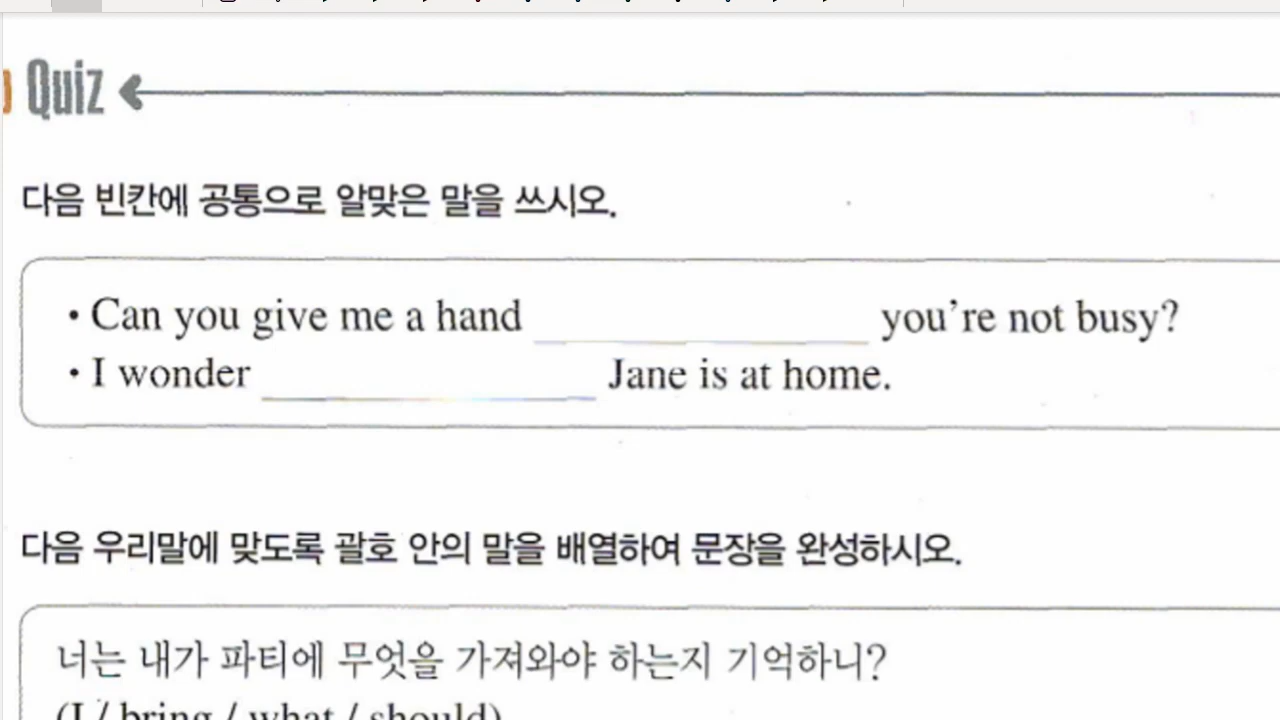 Quiz
다음 빈칸에 공통으로 알맞은 말을 쓰시오.
• Can you give me a hand ____________ you're not busy?
• I wonder ____________ Jane is at home.
다음 우리말에 맞도록 괄호 안의 말을 배열하여 문장을 완성하시오.
너는 내가 파티에 무엇을 가져와야 하는지 기억하니?
(I / bring / what / should)